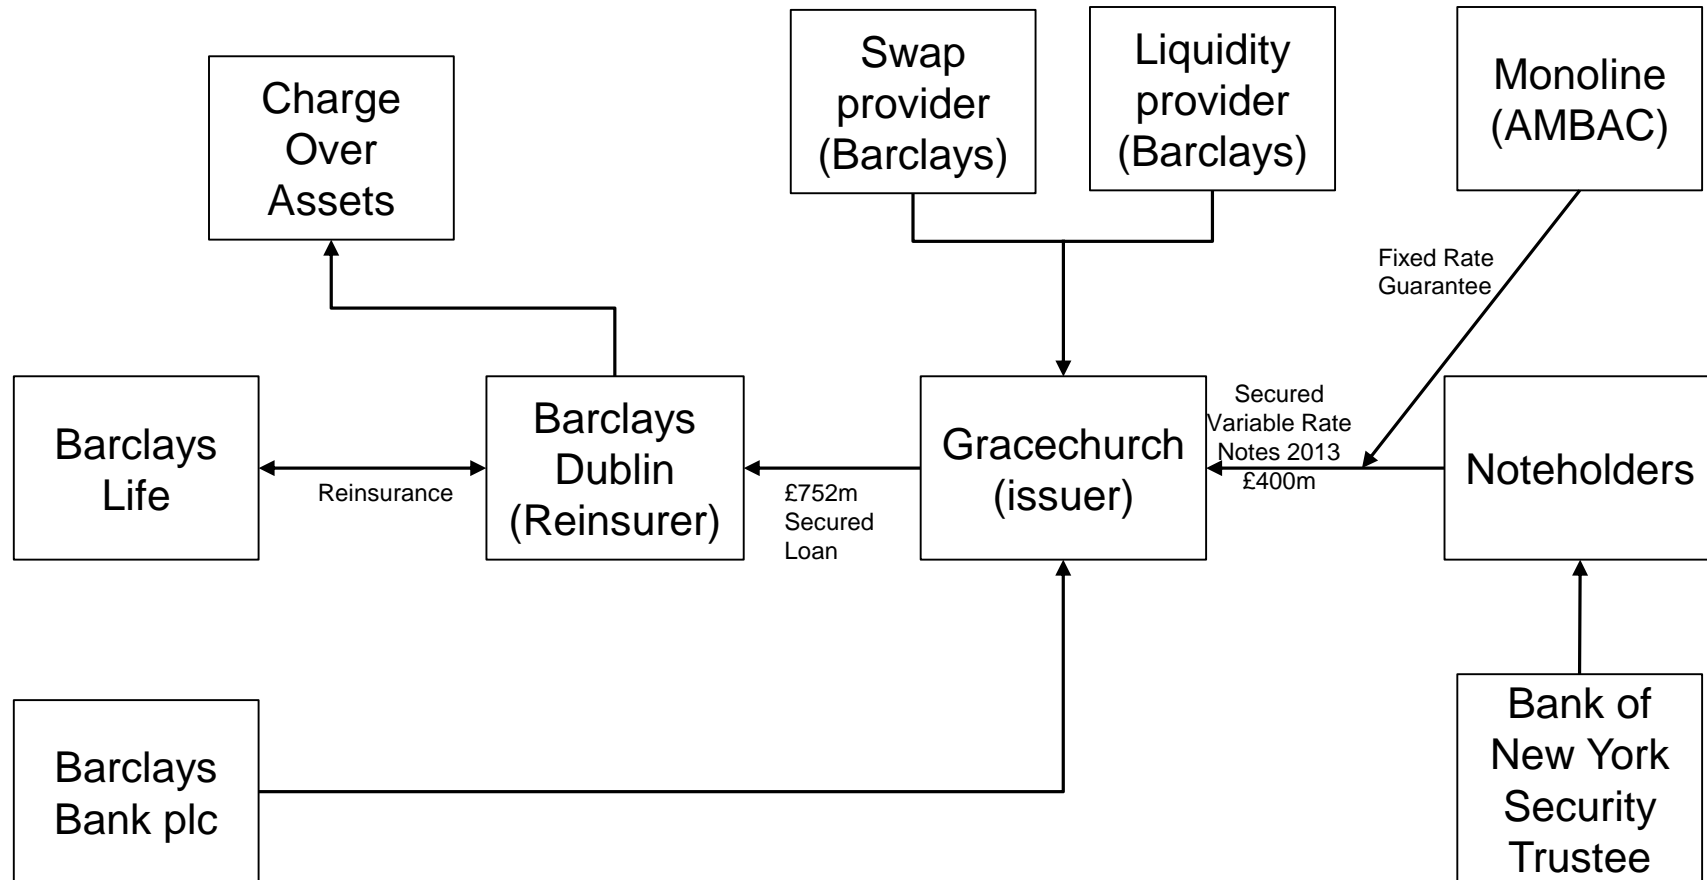 Charge
Over
Assets
Swap
provider
(Barclays)
Liquidity
provider
(Barclays)
Monoline
(AMBAC)
Fixed Rate
Guarantee
Barclays
Life
Reinsurance
Barclays
Dublin
(Reinsurer)
£752m
Secured
Loan
Gracechurch
(issuer)
Secured
Variable Rate
Notes 2013
£400m
Noteholders
Barclays
Bank plc
Bank of
New York
Security
Trustee